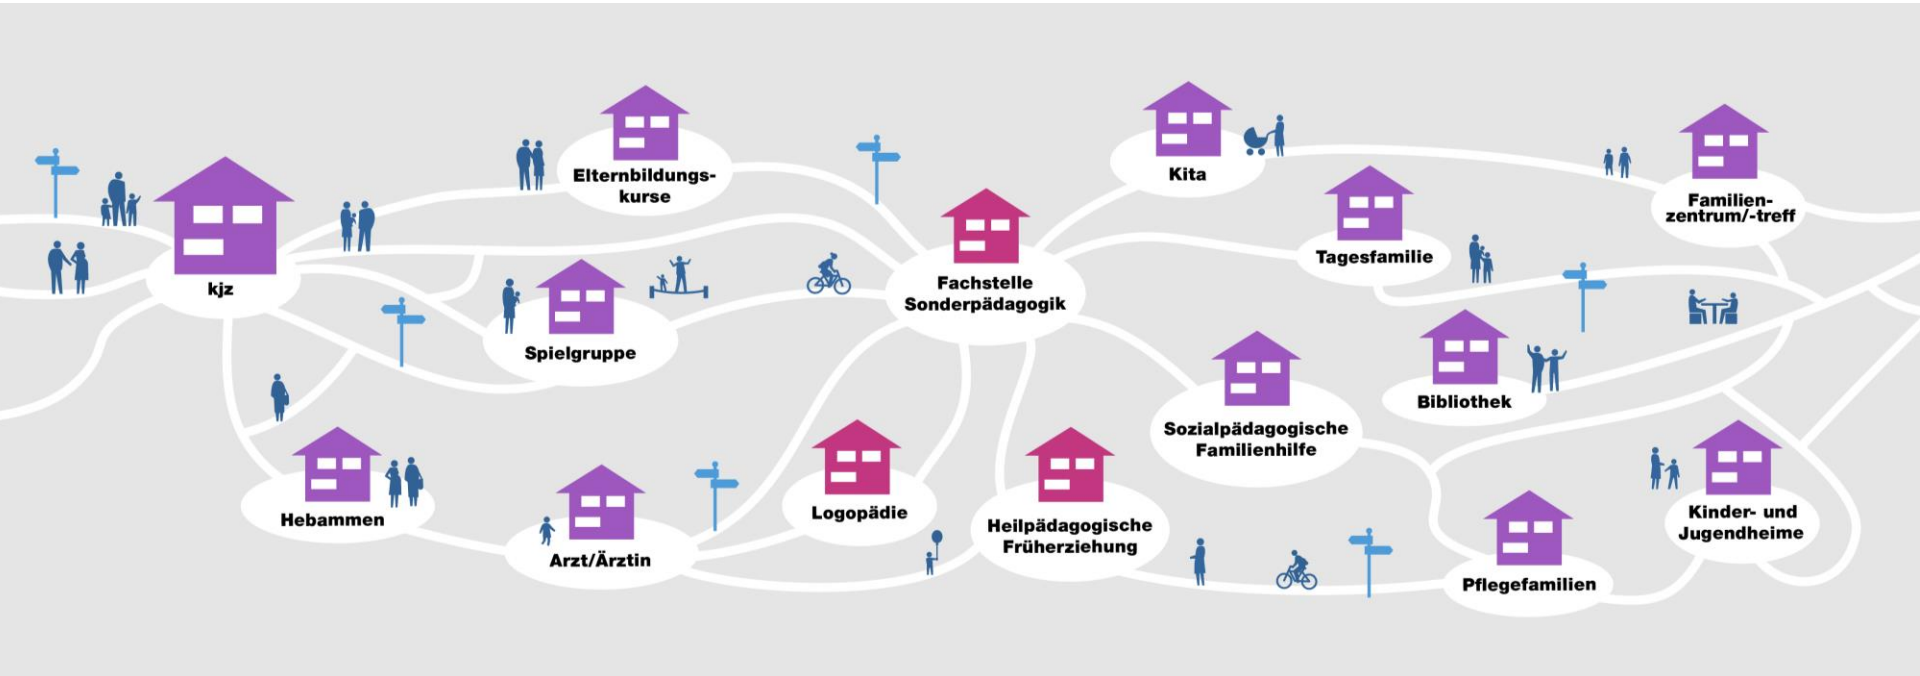 kjz
Elternbildungs-
kurse
Spielgruppe
Hebammen
Arzt/Ärztin
Fachstelle
Sonderpädagogik
Logopädie
Heilpädagogische
Früherziehung
Kita
Tagesfamilie
Familien-
zentrum/-treff
Bibliothek
Sozialpädagogische
Familienhilfe
Pflegefamilien
Kinder- und
Jugendheime